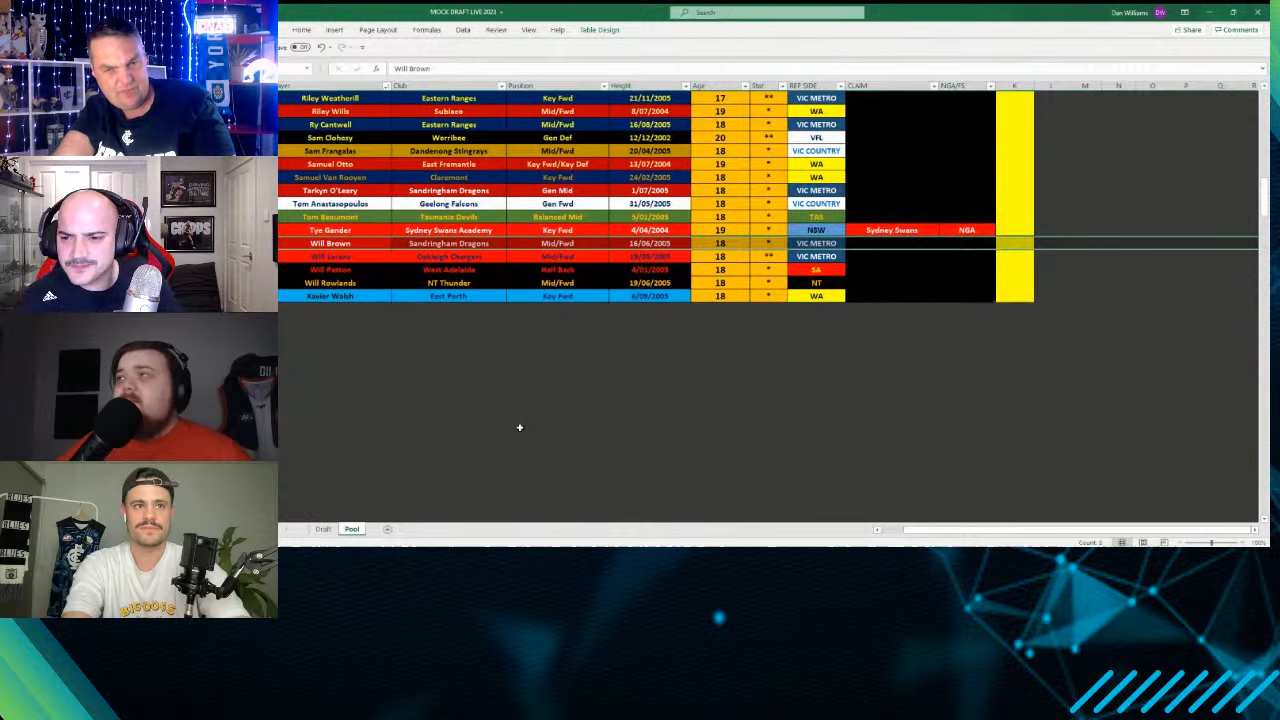 MOCK DRAFT LIVE 2023
Search
Dan Williams DW
Home Insert Page Layout Formulas Data Review View Help Table Design Share Comments
Off
Will Brown
Club Position Height Age Star REP SIDE CLAIM NGA/FS K L M N O P Q R
Riley Weatherill Eastern Ranges Key Fwd 21/11/2005 17 ** VIC METRO
Riley Wills Subiaco Mid/Fwd 8/07/2004 19 * WA
Ry Cantwell Eastern Ranges Mid/Fwd 16/08/2005 18 * VIC METRO
Sam Clohesy Werribee Gen Def 12/12/2002 20 ** VFL
Sam Frangalas Dandenong Stingrays Mid/Fwd 20/04/2005 18 * VIC COUNTRY
Samuel Otto East Fremantle Key Fwd/Key Def 13/07/2004 19 * WA
Samuel Van Rooyen Claremont Key Fwd 24/02/2005 18 * WA
Tarkyn O'Leary Sandringham Dragons Gen Mid 1/07/2005 18 * VIC METRO
Tom Anastasopoulos Geelong Falcons Gen Fwd 31/05/2005 18 * VIC COUNTRY
Tom Beaumont Tasmania Devils Balanced Mid 5/01/2005 18 * TAS
Tye Gander Sydney Swans Academy Key Fwd 4/04/2004 19 * NSW Sydney Swans NGA
Will Brown Sandringham Dragons Mid/Fwd 16/06/2005 18 * VIC METRO
Will Lorenz Oakleigh Chargers Mid/Fwd 19/05/2005 18 ** VIC METRO
Will Patton West Adelaide Half Back 4/01/2005 18 * SA
Will Rowlands NT Thunder Mid/Fwd 19/06/2005 18 * NT
Xavier Walsh East Perth Key Fwd 6/09/2005 18 * WA
Draft Pool
Count: 8 100%
BLUES
BLUES